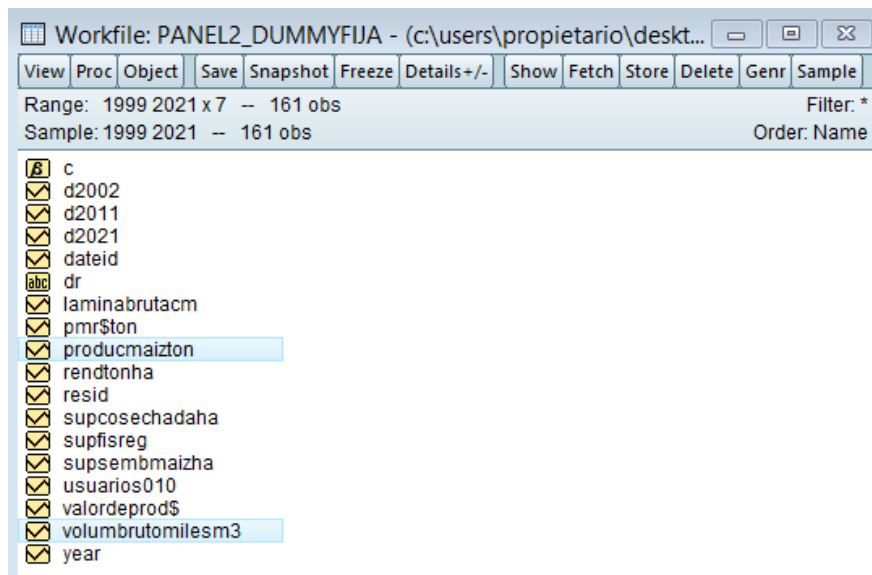 Workfile: PANEL2_DUMMYFIJA - (c:\users\propietario\deskt...
View Proc Object Save Snapshot Freeze Details+/- Show Fetch Store Delete Genr Sample
Range: 1999 2021 x 7 -- 161 obs Filter: *
Sample: 1999 2021 -- 161 obs Order: Name
β c
d2002
d2011
d2021
dateid
abc dr
laminabrutacm
pmr$ton
producmaizton
rendtonha
resid
supcosechadaha
supfisreg
supsembmaizha
usuarios010
valordeprod$
volumbrutomilesm3
year